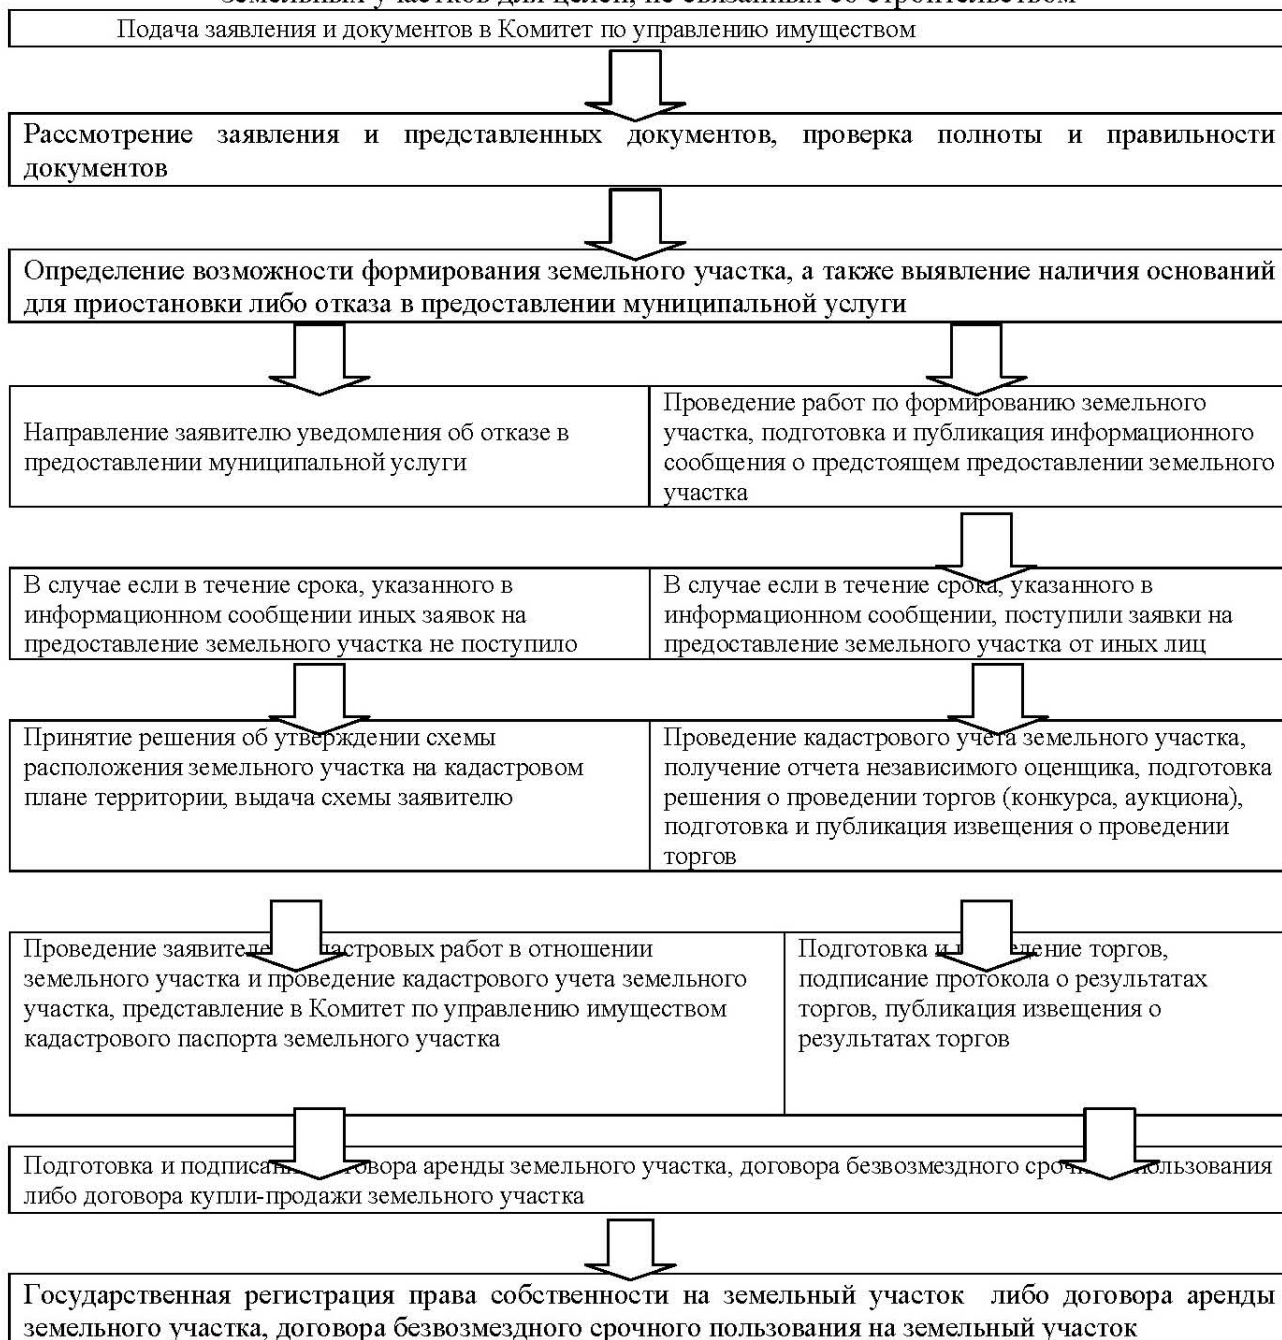 земельных участков для целей, не связанных со строительством
Подача заявления и документов в Комитет по управлению имуществом
Рассмотрение заявления и представленных документов, проверка полноты и правильности
документов
Определение возможности формирования земельного участка, а также выявление наличия оснований
для приостановки либо отказа в предоставлении муниципальной услуги
Направление заявителю уведомления об отказе в
предоставлении муниципальной услуги
Проведение работ по формированию земельного
участка, подготовка и публикация информационного
сообщения о предстоящем предоставлении земельного
участка
В случае если в течение срока, указанного в
информационном сообщении иных заявок на
предоставление земельного участка не поступило
В случае если в течение срока, указанного в
информационном сообщении, поступили заявки на
предоставление земельного участка от иных лиц
Принятие решения об утверждении схемы
расположения земельного участка на кадастровом
плане территории, выдача схемы заявителю
Проведение кадастрового учета земельного участка,
получение отчета независимого оценщика, подготовка
решения о проведении торгов (конкурса, аукциона),
подготовка и публикация извещения о проведении
торгов
Проведение работ в отношении
земельного участка и проведение кадастрового учета земельного
участка, представление в Комитет по управлению имуществом
кадастрового паспорта земельного участка
Подготовка и торгов,
подписание протокола о результатах
торгов, публикация извещения о
результатах торгов
Подготовка и аренды земельного участка, договора безвозмездного
либо договора купли-продажи земельного участка
Государственная регистрация права собственности на земельный участок либо договора аренды
земельного участка, договора безвозмездного срочного пользования на земельный участок